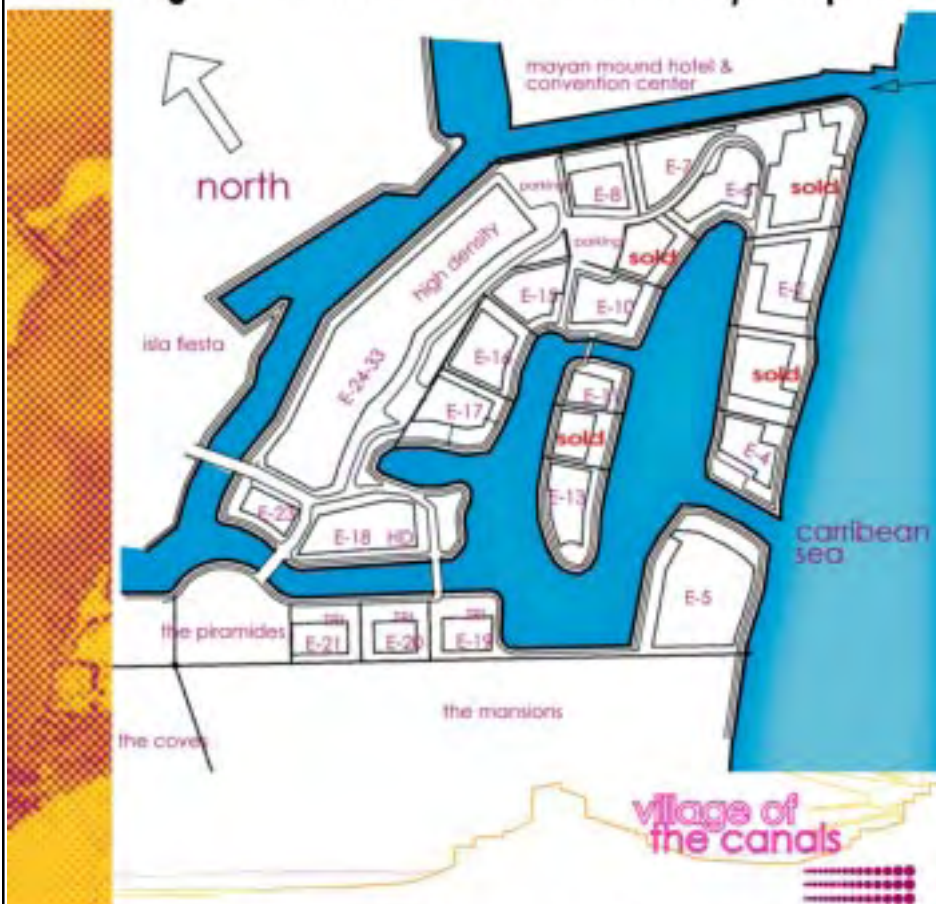 mayan mound hotel &
convention center
north
parking
E-8
E-7
E-6
sold
high density
parking
sold
E-2
E-15
E-10
isla fiesta
E-16
sold
E-24-33
E-17
sold
E-4
E-13
E-23
E-18 HD
carribean
sea
E-5
the piramides
E-21
E-20
E-19
the mansions
the coves
village of
the canals